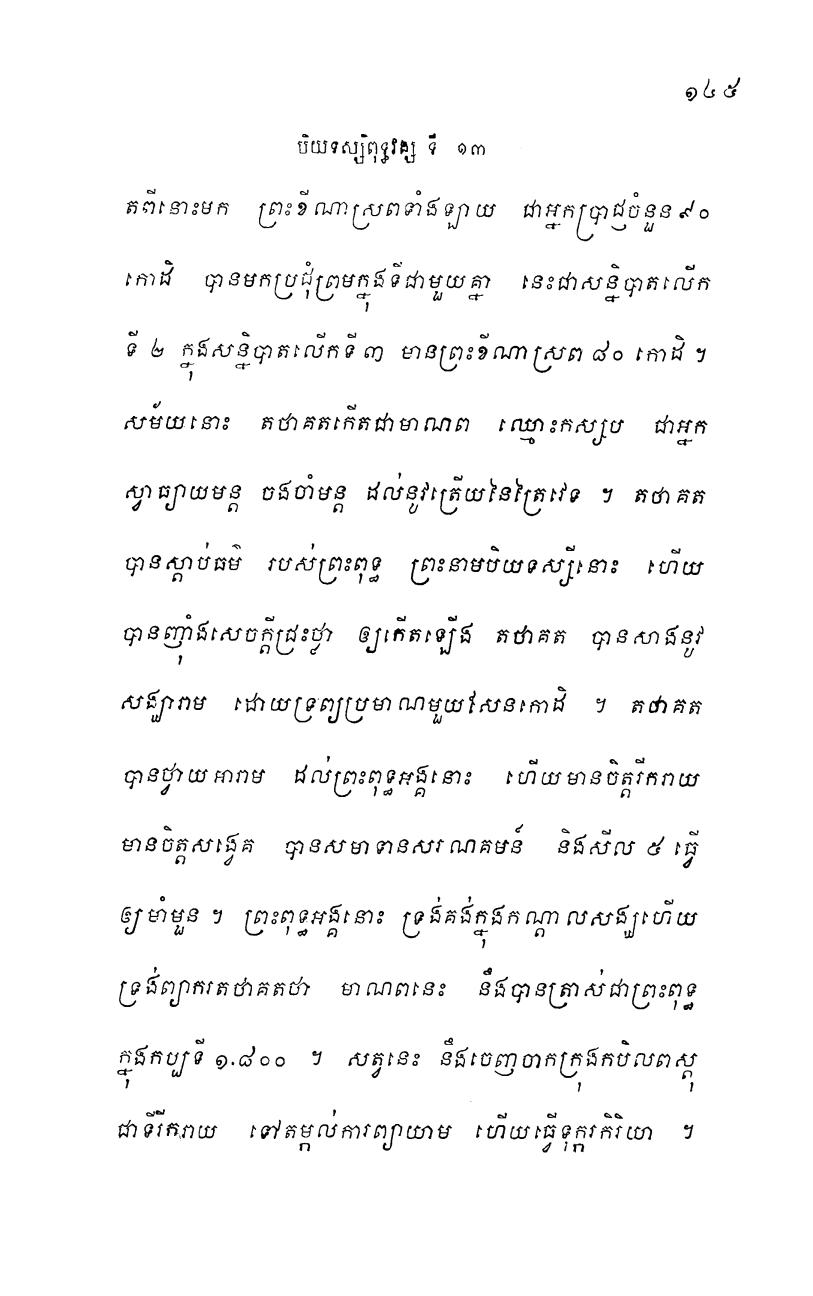 ១៤៥
បិយទស្សិពុទ្ធវង្ស ទី ១៣
តពីនោះមក ព្រះខីណាស្រពទាំងឡាយ ជាអ្នកប្រាជ្ញចំនួន ៩០
កោដិ បានមកប្រជុំព្រមក្នុងទីជាមួយគ្នា នេះជាសន្និបាតលើក
ទី ២ ក្នុងសន្និបាតលើកទី ៣ មានព្រះខីណាស្រព ៨០ កោដិ ។
សម័យនោះ តថាគតកើតជាមាណព ឈ្មោះកស្សប ជាអ្នក
ស្វាធ្យាយមន្ត ចងចាំមន្ត ដល់នូវត្រើយនៃត្រៃវេទ ។ តថាគត
បានស្តាប់ធម៌ របស់ព្រះពុទ្ធ ព្រះនាមបិយទស្សីនោះ ហើយ
បានញ៉ាំងសេចក្តីជ្រះថ្លា ឲ្យកើតឡើង តថាគត បានសាងនូវ
សង្ឃារាម ដោយទ្រព្យប្រមាណមួយសែនកោដិ ។ តថាគត
បានថ្វាយអារាម ដល់ព្រះពុទ្ធអង្គនោះ ហើយមានចិត្តរីករាយ
មានចិត្តសង្វេគ បានសមាទានសរណគមន៍ និងសីល ៥ ធ្វើ
ឲ្យមាំមួន ។ ព្រះពុទ្ធអង្គនោះ ទ្រង់គង់ក្នុងកណ្តាលសង្ឃហើយ
ទ្រង់ព្យាករតថាគតថា មាណពនេះ នឹងបានត្រាស់ជាព្រះពុទ្ធ
ក្នុងកប្បទី ១.៨០០ ។ សត្វនេះ នឹងចេញចាកក្រុងកបិលពស្តុ
ជាទីរីករាយ ទៅតម្កល់ការព្យាយាម ហើយធ្វើទុក្ករកិរិយា ។